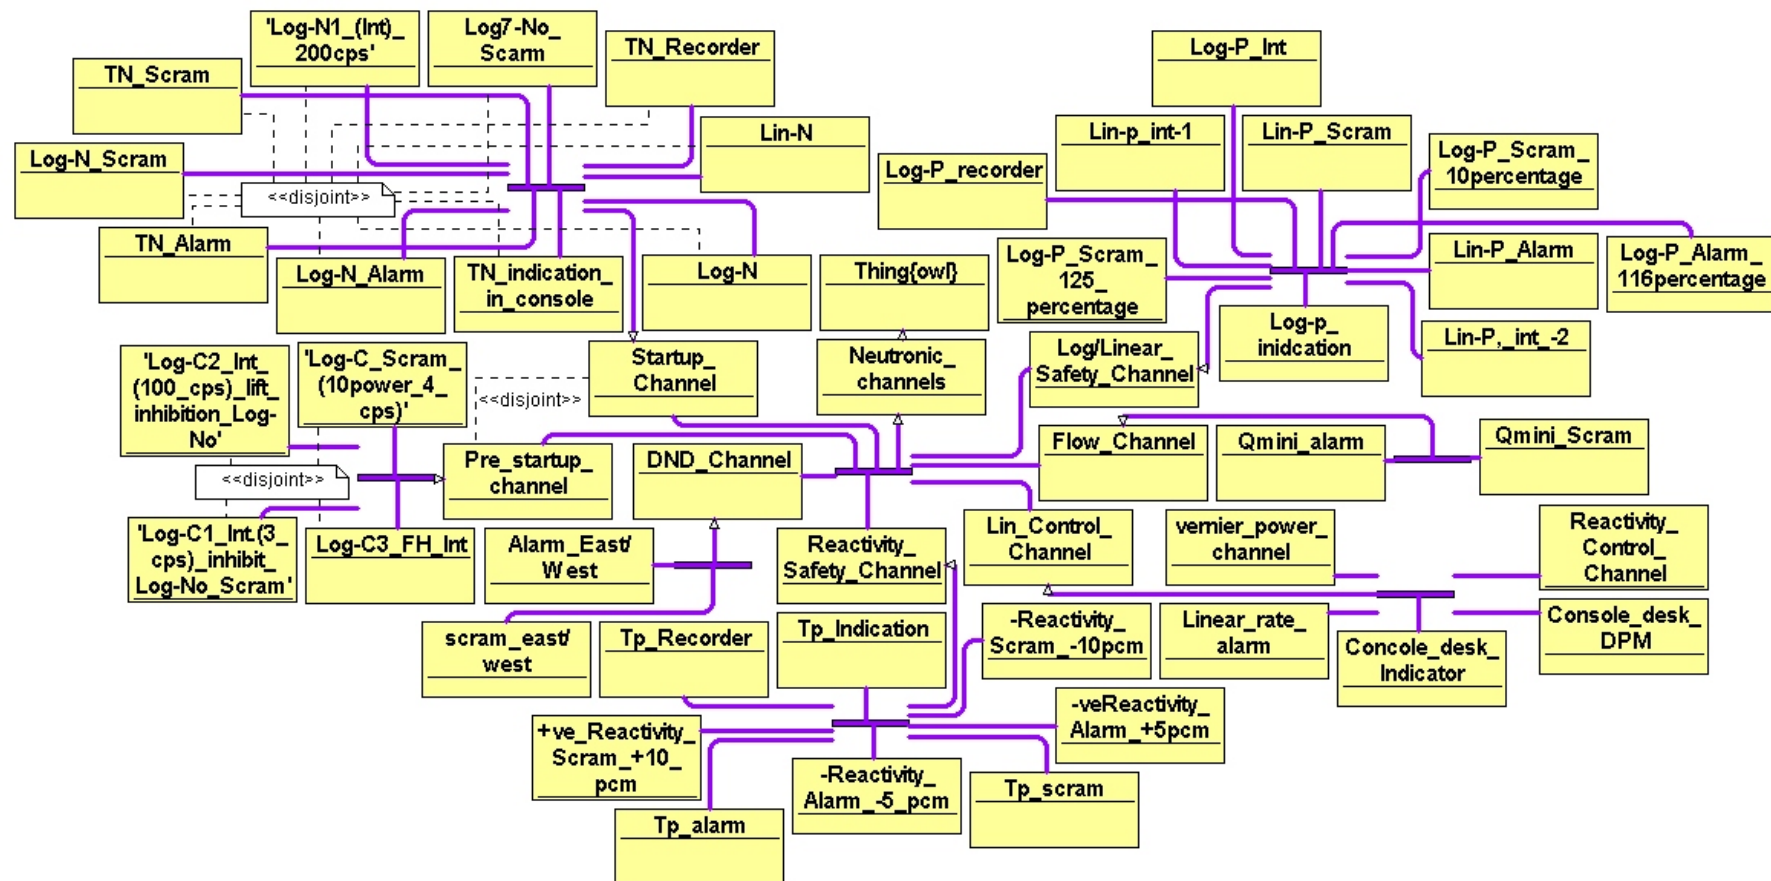 'Log-N1_(Int)_
200cps'
Log7-No_
Scarm
TN_Recorder
TN_Scram
Lin-N
Log-N_Scram
<<disjoint>>
TN_Alarm
Log-N_Alarm
TN_indication_
in_console
Log-N
Log-P_Int
Lin-p_int-1
Lin-P_Scram
Log-P_recorder
Log-P_Scram_
10percentage
Log-P_Scram_
125_
percentage
Lin-P_Alarm
Log-P_Alarm_
116percentage
Log-p_
inidcation
Lin-P,_int_-2
Thing{owl}
Startup_
Channel
Neutronic_
channels
Log/Linear_
Safety_Channel
'Log-C2_Int_
(100_cps)_lift_
inhibition_Log-
No'
'Log-C_Scram_
(10power_4_
cps)'
<<disjoint>>
Pre_startup_
channel
DND_Channel
Flow_Channel
Qmini_alarm
Qmini_Scram
<<disjoint>>
'Log-C1_Int.(3_
cps)_inhibit_
Log-No_Scram'
Log-C3_FH_Int
Alarm_East/
West
Reactivity_
Safety_Channel
Lin_Control_
Channel
vernier_power_
channel
Reactivity_
Control_
Channel
scram_east/
west
Tp_Recorder
Tp_Indication
-Reactivity_
Scram_-10pcm
Linear_rate_
alarm
Concole_desk_
Indicator
Console_desk_
DPM
+ve_Reactivity_
Scram_+10_
pcm
-veReactivity_
Alarm_+5pcm
-Reactivity_
Alarm_-5_pcm
Tp_scram
Tp_alarm